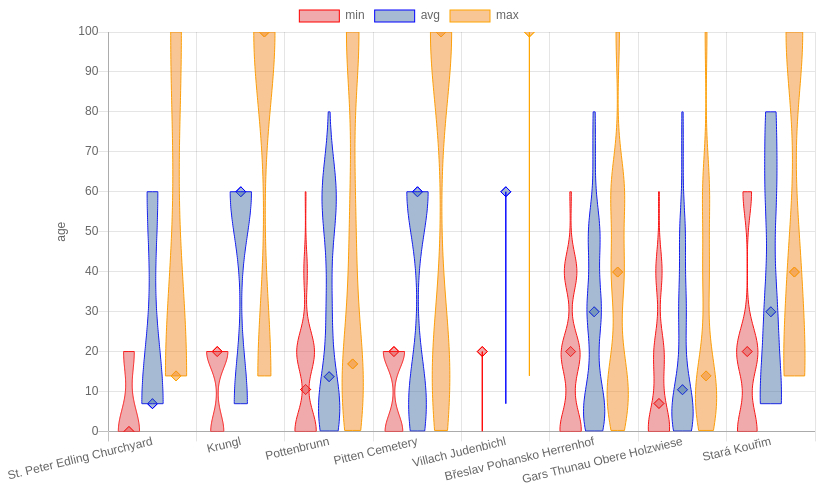 min avg max
100
90
80
70
60
50
40
30
20
10
0
age
St. Peter Edling Churchyard
Krungl
Pottenbrunn
Pitten Cemetery
Villach Judenbichl
Břeslav Pohansko Herrenhof
Gars Thunau Obere Holzwiese
Stará Kouřim